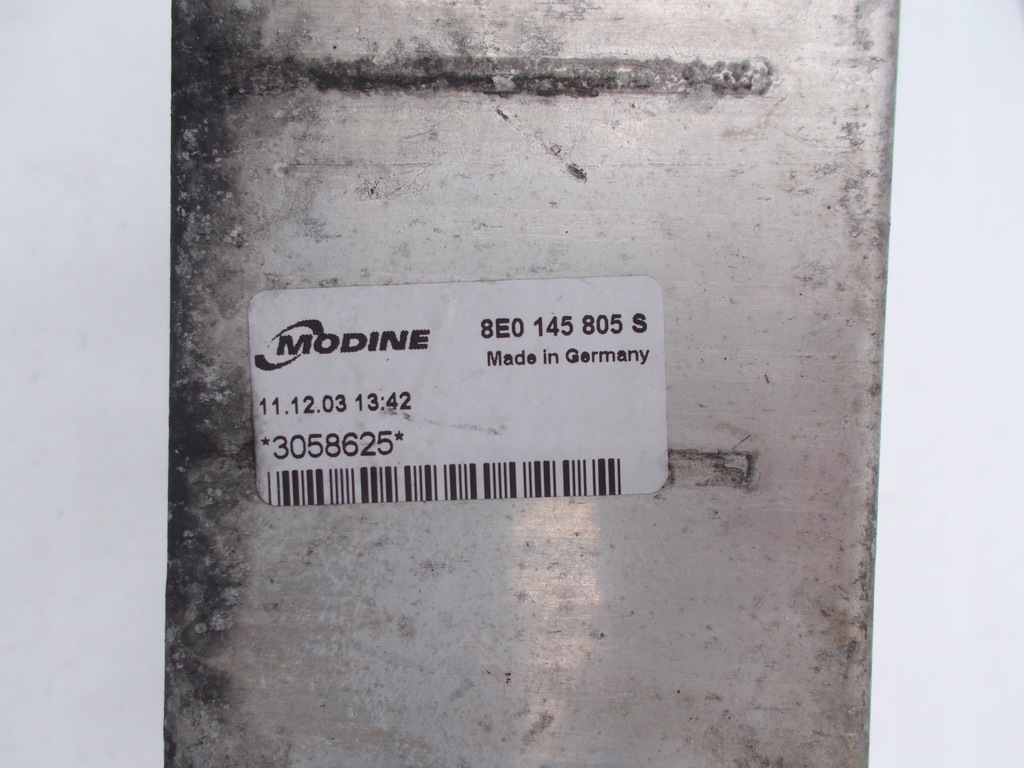 MODINE 8E0 145 805 S
Made in Germany
11.12.03 13:42
*3058625*